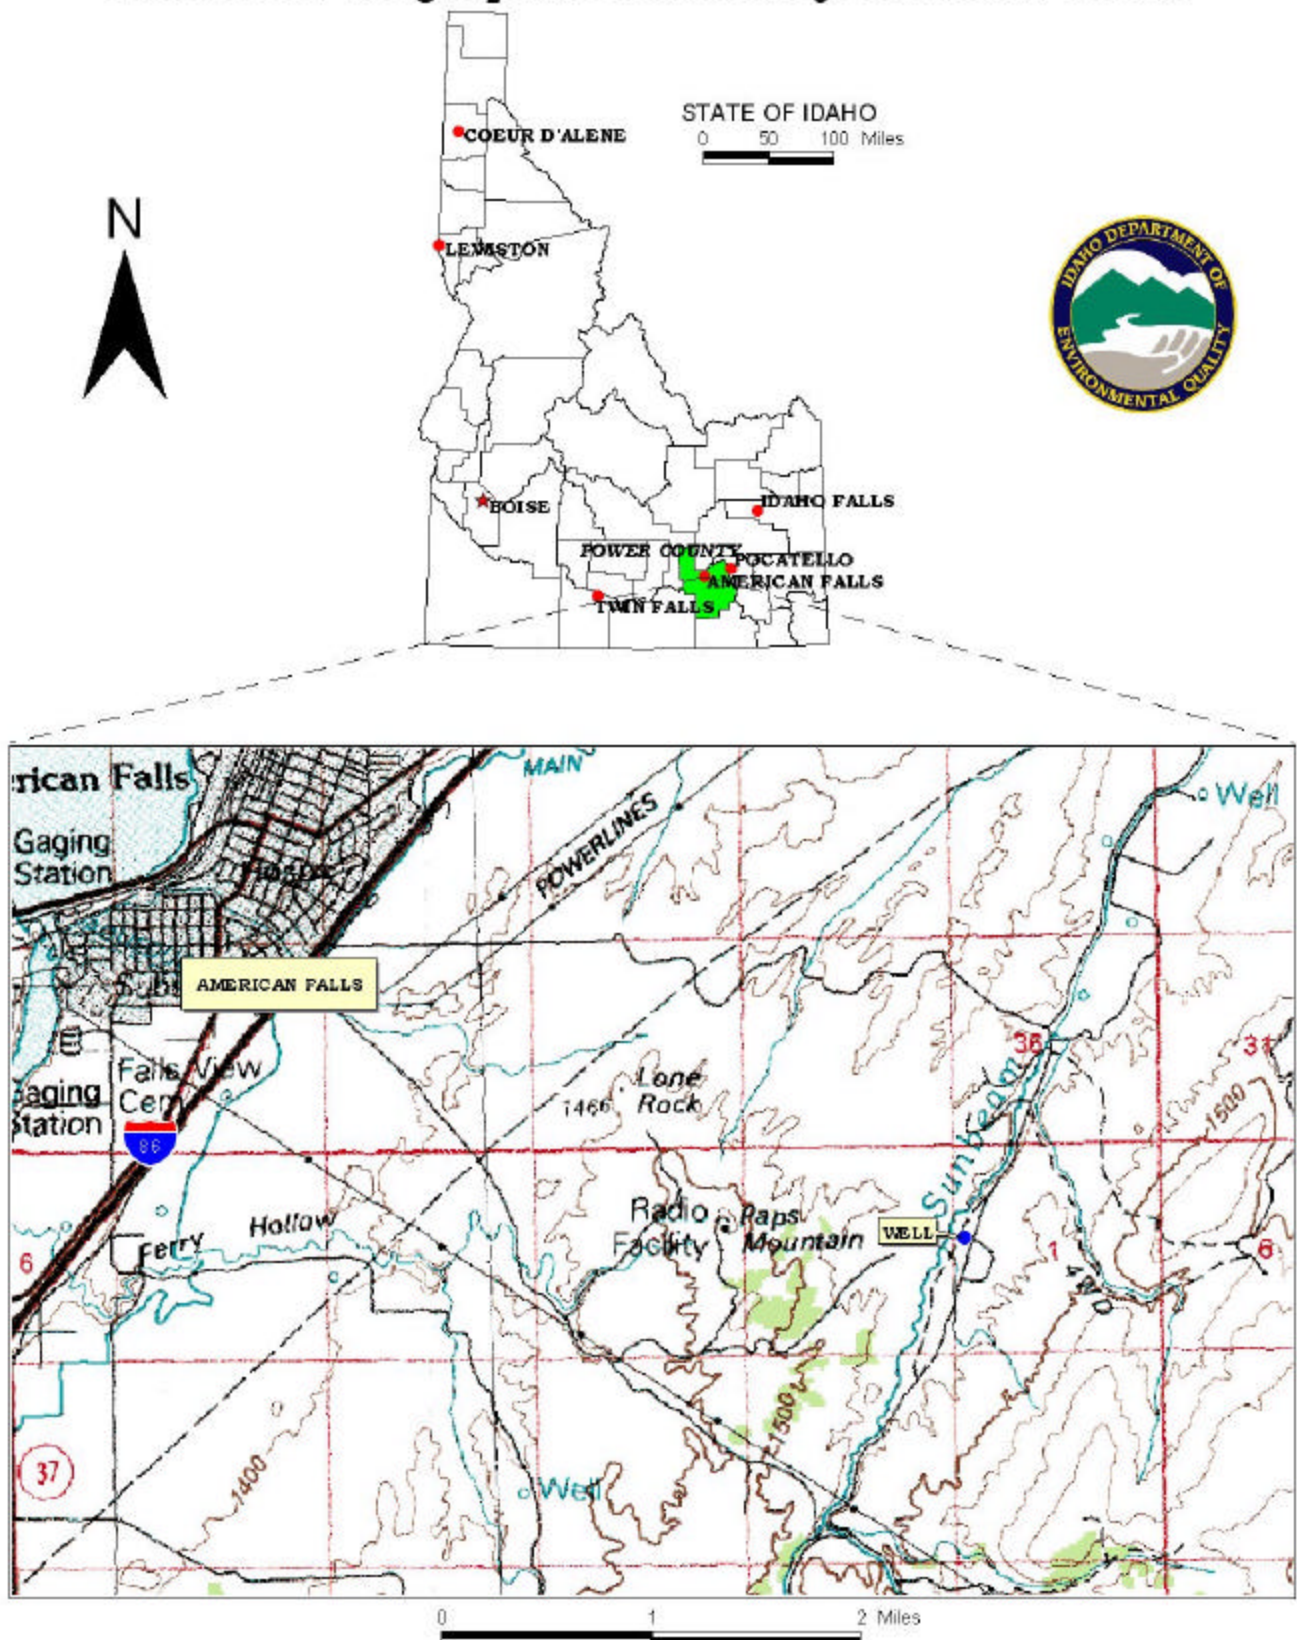 STATE OF IDAHO
0 50 100 Miles
COEUR D'ALENE
N
LEWISTON
IDAHO DEPARTMENT OF
ENVIRONMENTAL QUALITY
BOISE
IDAHO FALLS
POWER COUNTY
POCATELLO
AMERICAN FALLS
TWIN FALLS
rican Falls
MAIN
Well
POWERLINES
Gaging
Station
AMERICAN FALLS
36
31
Falls View
Cem
Gaging
Station
Lone
Rock
1466
1500
86
Sunbeam
Radio
Facility
Paps
Mountain
Ferry Hollow
WELL
6
1
6
1500
37
1400
Well
0 1 2 Miles